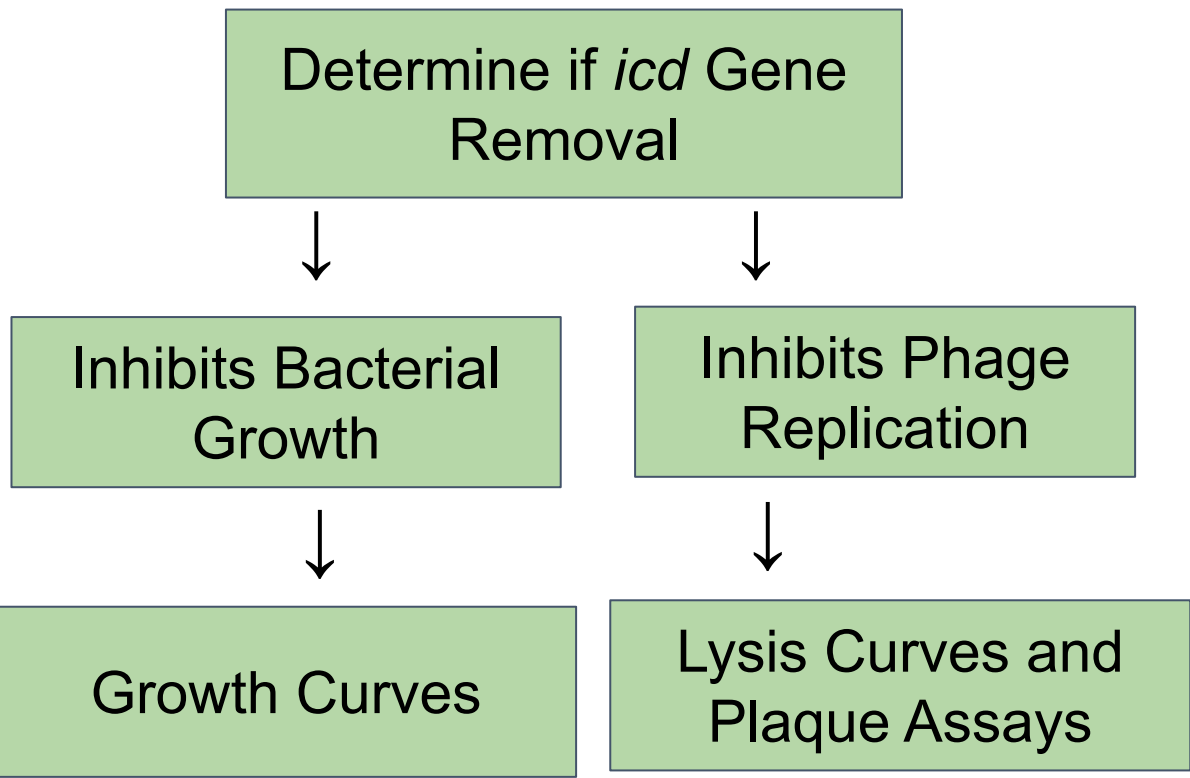 Determine if icd Gene
Removal
Inhibits Bacterial
Growth
Inhibits Phage
Replication
Growth Curves
Lysis Curves and
Plaque Assays